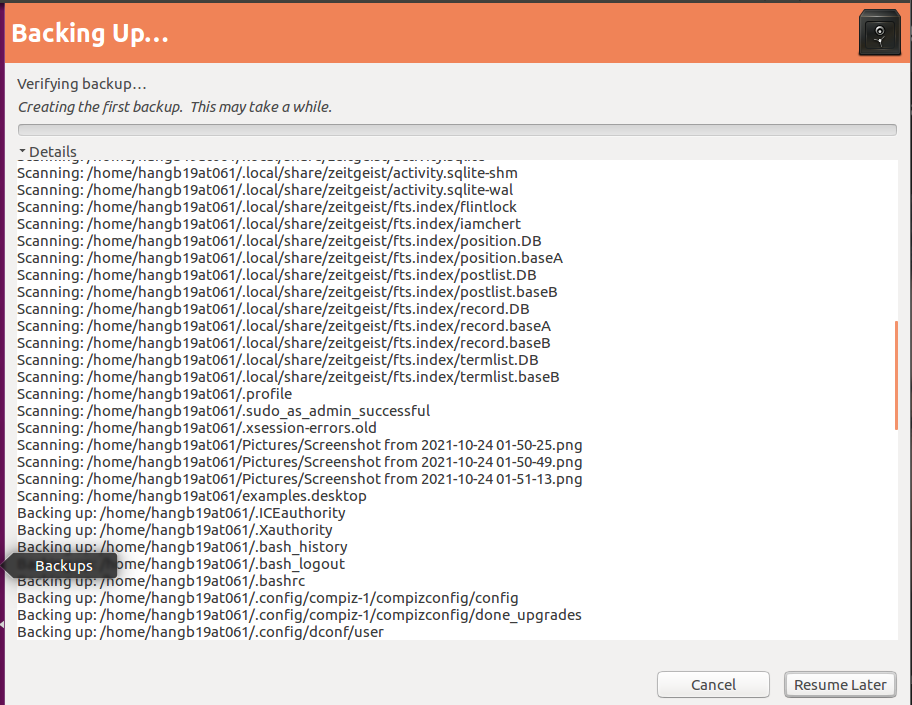 Backing Up...
Verifying backup...
Creating the first backup. This may take a while.
Details
Scanning: /home/hangb19at061/.local/share/zeitgeist/activity.sqlite
Scanning: /home/hangb19at061/.local/share/zeitgeist/activity.sqlite-shm
Scanning: /home/hangb19at061/.local/share/zeitgeist/activity.sqlite-wal
Scanning: /home/hangb19at061/.local/share/zeitgeist/fts.index/flintlock
Scanning: /home/hangb19at061/.local/share/zeitgeist/fts.index/iamchert
Scanning: /home/hangb19at061/.local/share/zeitgeist/fts.index/position.DB
Scanning: /home/hangb19at061/.local/share/zeitgeist/fts.index/position.baseA
Scanning: /home/hangb19at061/.local/share/zeitgeist/fts.index/postlist.DB
Scanning: /home/hangb19at061/.local/share/zeitgeist/fts.index/postlist.baseB
Scanning: /home/hangb19at061/.local/share/zeitgeist/fts.index/record.DB
Scanning: /home/hangb19at061/.local/share/zeitgeist/fts.index/record.baseA
Scanning: /home/hangb19at061/.local/share/zeitgeist/fts.index/record.baseB
Scanning: /home/hangb19at061/.local/share/zeitgeist/fts.index/termlist.DB
Scanning: /home/hangb19at061/.local/share/zeitgeist/fts.index/termlist.baseB
Scanning: /home/hangb19at061/.profile
Scanning: /home/hangb19at061/.sudo_as_admin_successful
Scanning: /home/hangb19at061/.xsession-errors.old
Scanning: /home/hangb19at061/Pictures/Screenshot from 2021-10-24 01-50-25.png
Scanning: /home/hangb19at061/Pictures/Screenshot from 2021-10-24 01-50-49.png
Scanning: /home/hangb19at061/Pictures/Screenshot from 2021-10-24 01-51-13.png
Scanning: /home/hangb19at061/examples.desktop
Backing up: /home/hangb19at061/.ICEauthority
Backing up: /home/hangb19at061/.Xauthority
Backing up: /home/hangb19at061/.bash_history
Backups
/home/hangb19at061/.bash_logout
Backing up: /home/hangb19at061/.bashrc
Backing up: /home/hangb19at061/.config/compiz-1/compizconfig/config
Backing up: /home/hangb19at061/.config/compiz-1/compizconfig/done_upgrades
Backing up: /home/hangb19at061/.config/dconf/user
Cancel
Resume Later